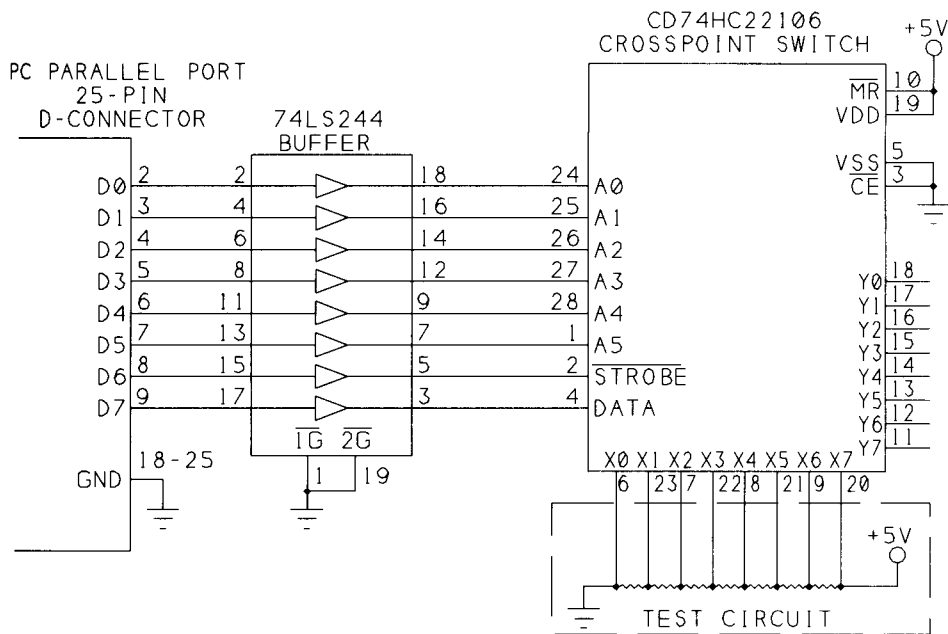 CD74HC22106
CROSSPOINT SWITCH
+5V
PC PARALLEL PORT
25-PIN
D-CONNECTOR
74LS244
BUFFER
MR 10
VDD 19
VSS 5
CE 3
D0 2 2 18 24 A0
D1 3 4 16 25 A1
D2 4 6 14 26 A2
D3 5 8 12 27 A3
D4 6 11 9 28 A4
D5 7 13 7 1 A5
D6 8 15 5 2 STROBE
D7 9 17 3 4 DATA
Y0 18
Y1 17
Y2 16
Y3 15
Y4 14
Y5 13
Y6 12
Y7 11
1G 2G
1 19
GND 18-25
X0 X1 X2 X3 X4 X5 X6 X7
6 23 7 22 8 21 9 20
+5V
TEST CIRCUIT